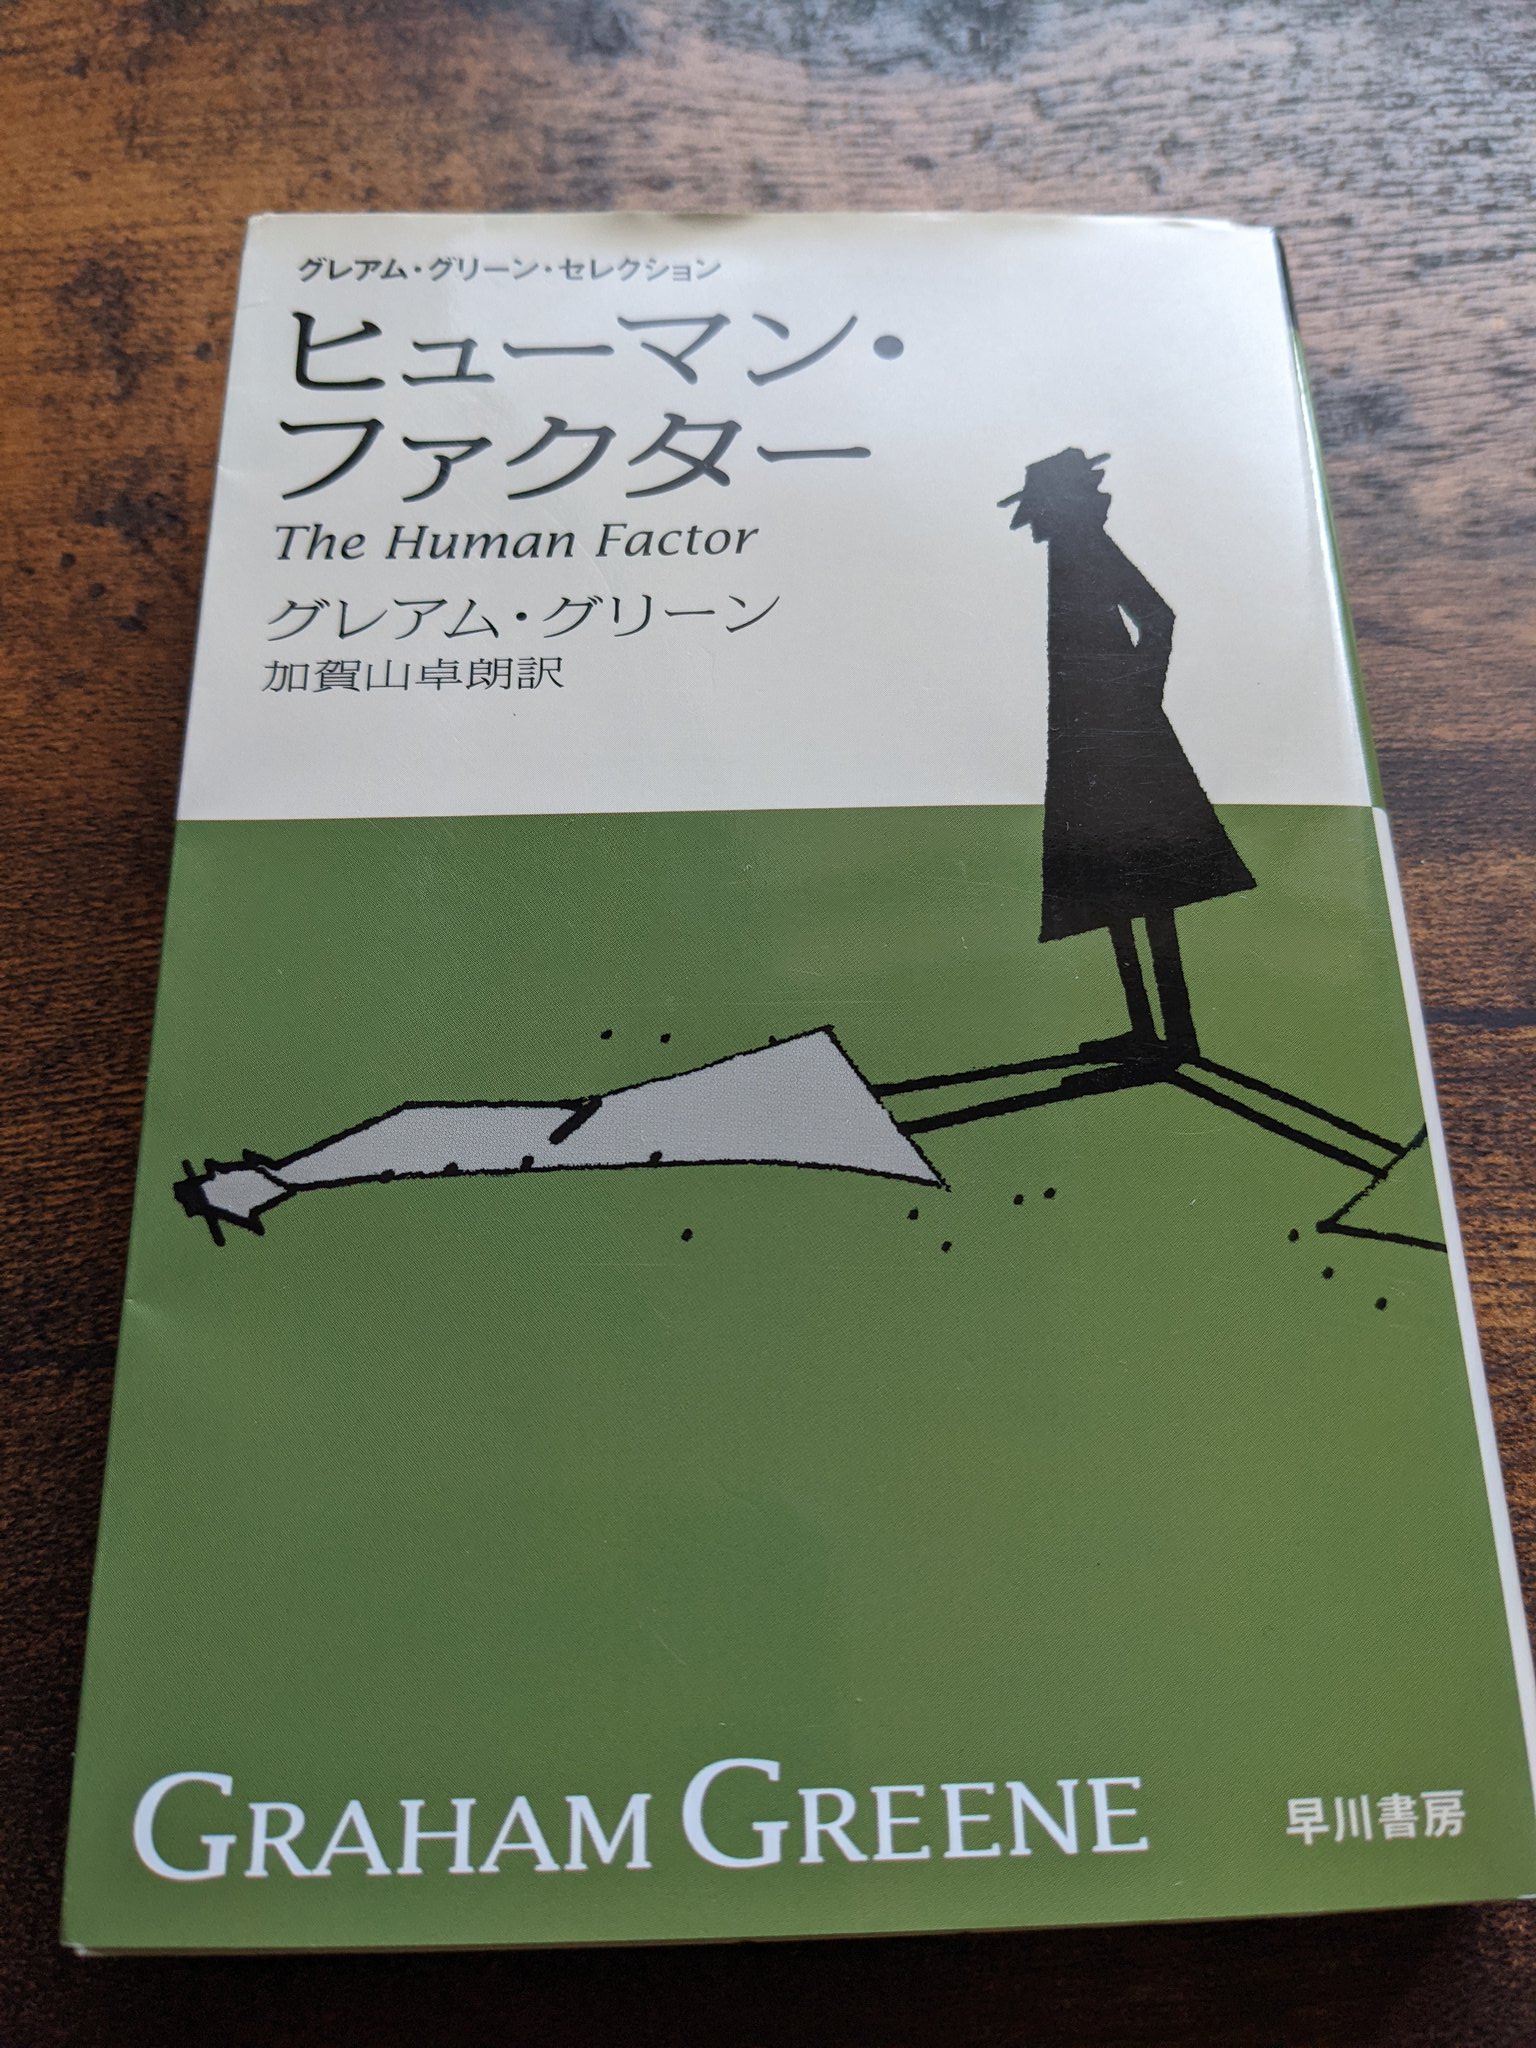 グレアム・グリーン・セレクション
ヒューマン・
ファクター
The Human Factor
グレアム・グリーン
加賀山卓朗訳
GRAHAM GREENE
早川書房